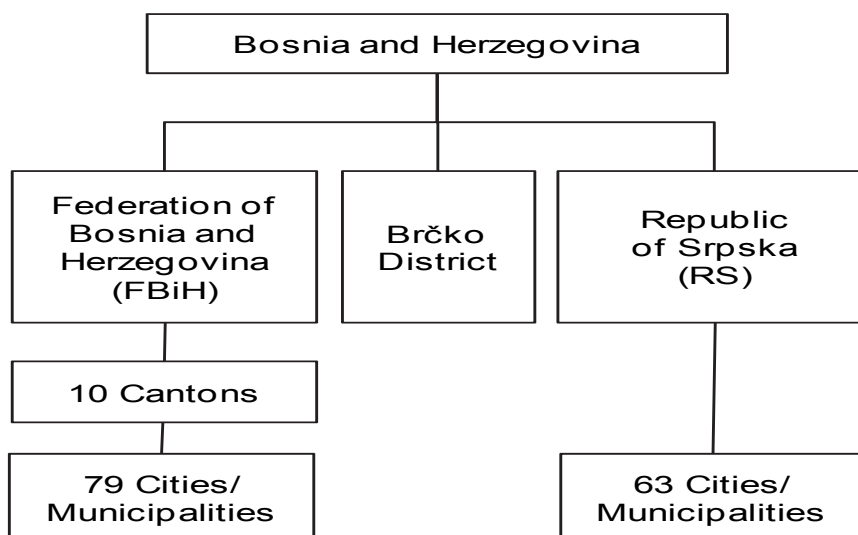 Bosnia and Herzegovina
Federation of
Bosnia and
Herzegovina
(FBiH)
Brčko
District
Republic
of Srpska
(RS)
10 Cantons
79 Cities/
Municipalities
63 Cities/
Municipalities